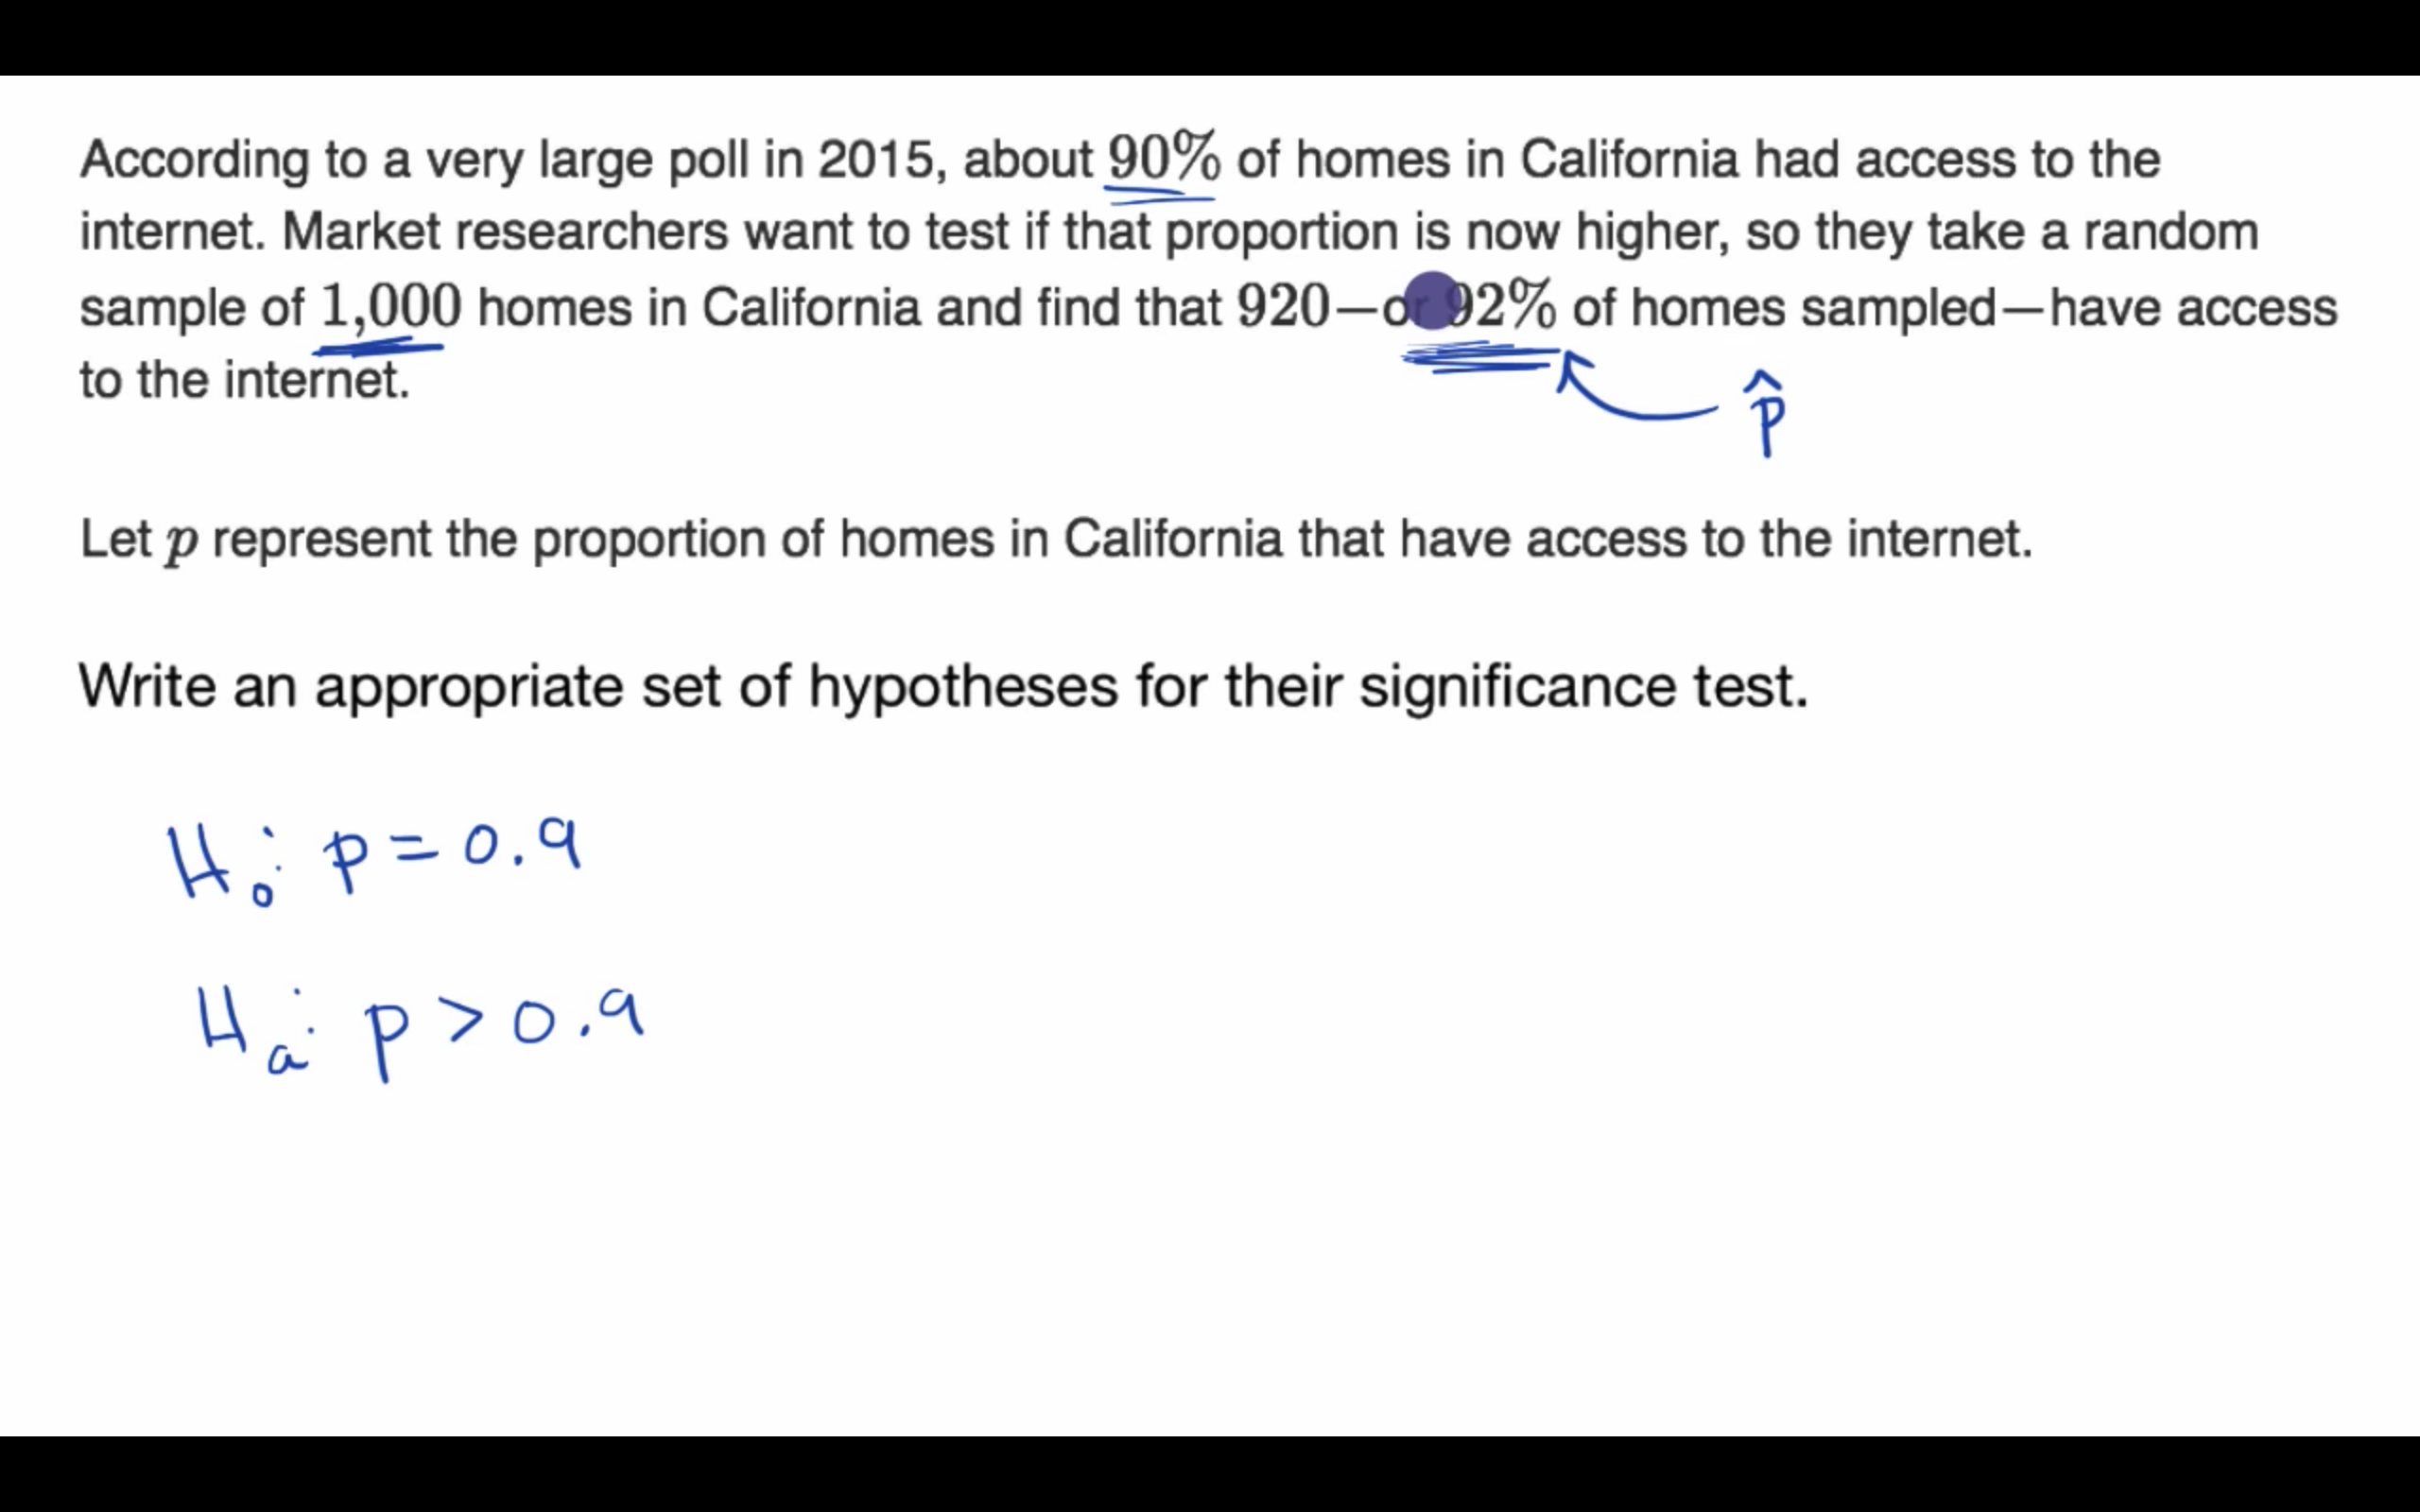 According to a very large poll in 2015, about 90% of homes in California had access to the
internet. Market researchers want to test if that proportion is now higher, so they take a random
sample of 1,000 homes in California and find that 920—or 92% of homes sampled—have access
to the internet.
p̂
Let p represent the proportion of homes in California that have access to the internet.
Write an appropriate set of hypotheses for their significance test.
H₀: p = 0.9
Hₐ: p > 0.9